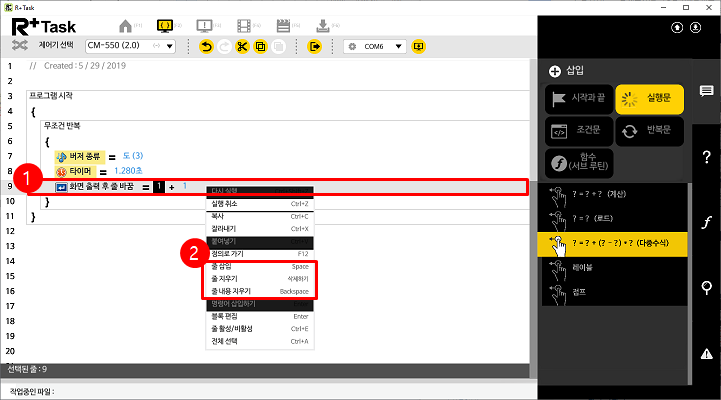 R+Task
R+ Task
[F1]
[F2]
[F3]
[F4]
[F5]
[F6]
제어기 선택
CM-550 (2.0)
COM6
1 // Created : 5 / 29 / 2019
2
3 프로그램 시작
4 {
5 무조건 반복
6 {
7 버저 종류 = 도 (3)
8 타이머 = 1.280초
9 화면 출력 후 줄 바꿈 = 1 + 1
10 }
11 }
12
13
14
15
16
17
18
19
20
1
2
다시 실행
실행 취소 Ctrl+Z
복사 Ctrl+C
잘라내기 Ctrl+X
붙여넣기
정의로 가기 F12
줄 삽입 Space
줄 지우기 삭제하기
줄 내용 지우기 Backspace
명령어 삽입하기
블록 편집 Enter
줄 활성/비활성 Ctrl+E
전체 선택 Ctrl+A
선택된 줄 : 9
작업중인 파일 :
삽입
시작과 끝
실행문
조건문
반복문
함수
(서브 루틴)
? = ? + ? (계산)
? = ? (로드)
? = ? + (? - ?) * ? (다중수식)
레이블
점프